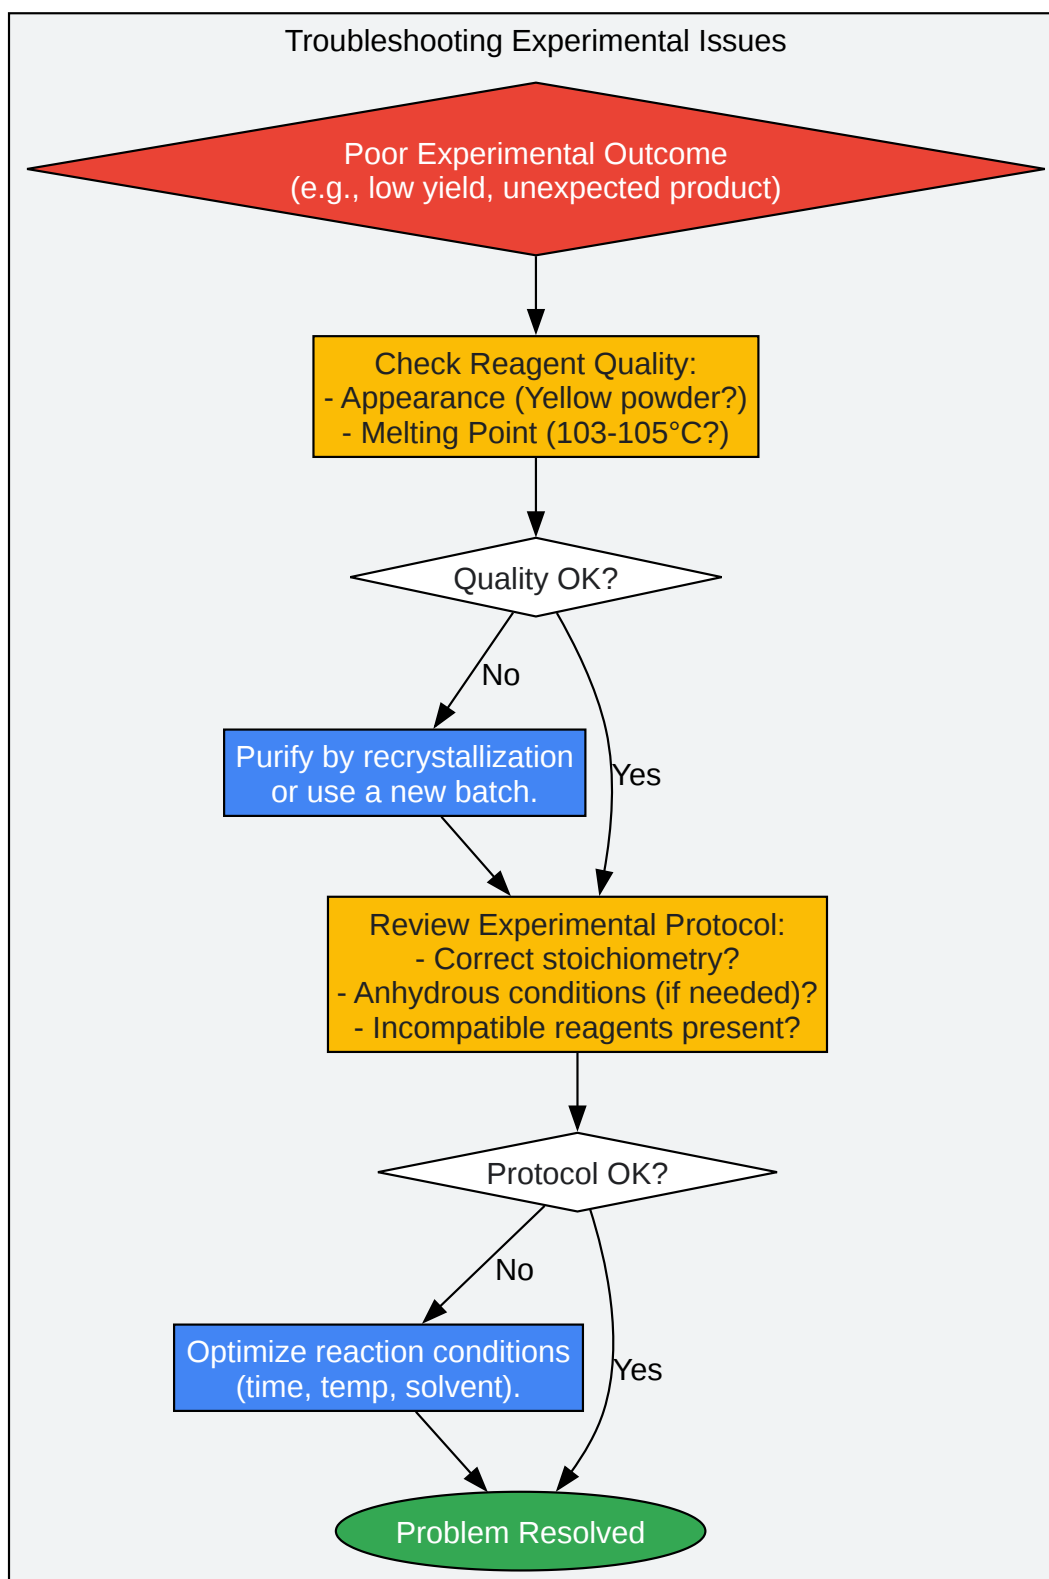 Troubleshooting Experimental Issues
Poor Experimental Outcome
(e.g., low yield, unexpected product)
Check Reagent Quality:
- Appearance (Yellow powder?)
- Melting Point (103-105°C?)
Quality OK?
No
Purify by recrystallization
or use a new batch.
Yes
Review Experimental Protocol:
- Correct stoichiometry?
- Anhydrous conditions (if needed)?
- Incompatible reagents present?
Protocol OK?
No
Optimize reaction conditions
(time, temp, solvent).
Yes
Problem Resolved